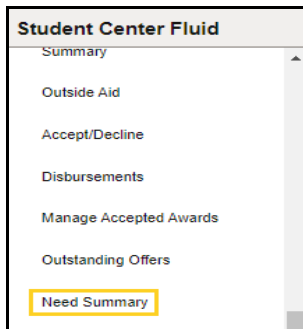 Student Center Fluid
Summary
Outside Aid
Accept/Decline
Disbursements
Manage Accepted Awards
Outstanding Offers
Need Summary